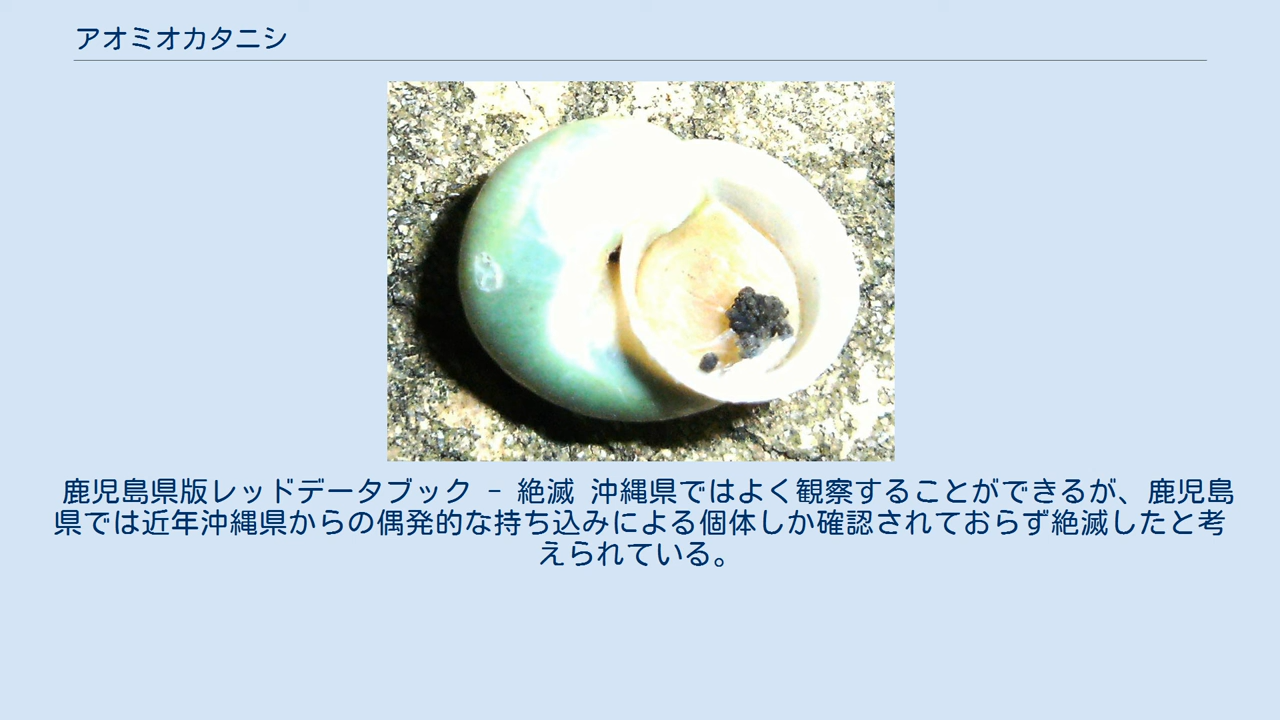 アオミオカタニシ
鹿児島県版レッドデータブック - 絶滅 沖縄県ではよく観察することができるが、鹿児島
県では近年沖縄県からの偶発的な持ち込みによる個体しか確認されておらず絶滅したと考
えられている。